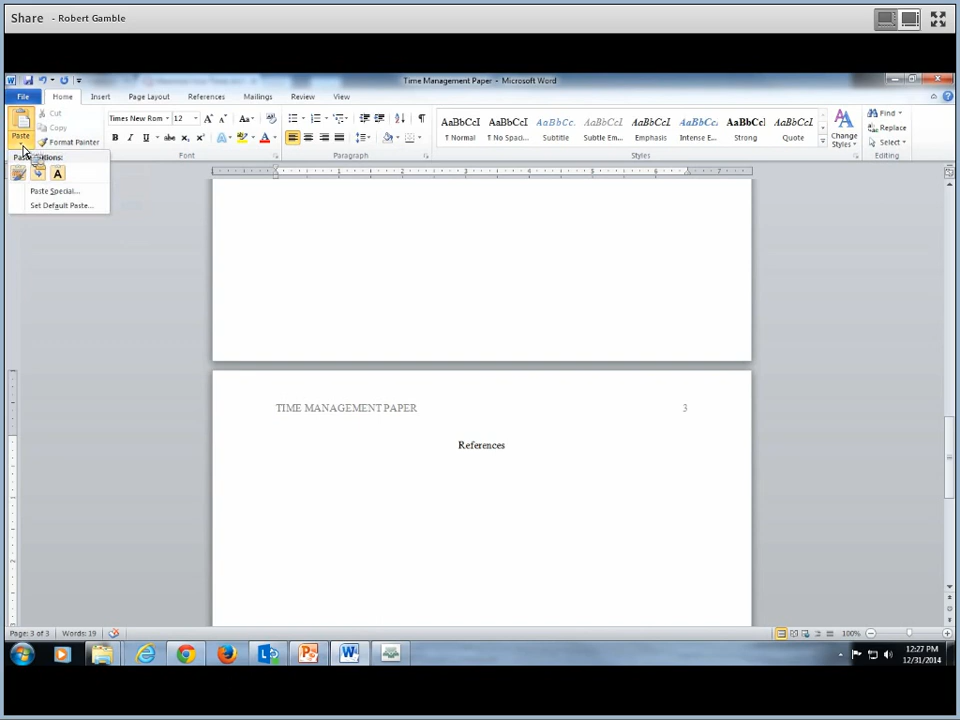 Share - Robert Gamble
Time Management Paper - Microsoft Word
File Home Insert Page Layout References Mailings Review View
Cut
Copy
Format Painter
Paste
Times New Rom 12
Font
Paragraph
AaBbCcI AaBbCcI AaBbCc. AaBbCcI AaBbCcI AaBbCc. AaBbCcI AaBbCcI
¶ Normal ¶ No Spaci... Subtitle Subtle Em... Emphasis Intense E... Strong Quote
Styles
Change
Styles
Find
Replace
Select
Editing
Paste Special...
Set Default Paste...
TIME MANAGEMENT PAPER 3
References
Page: 3 of 3 Words: 19
100%
12:27 PM
12/31/2014